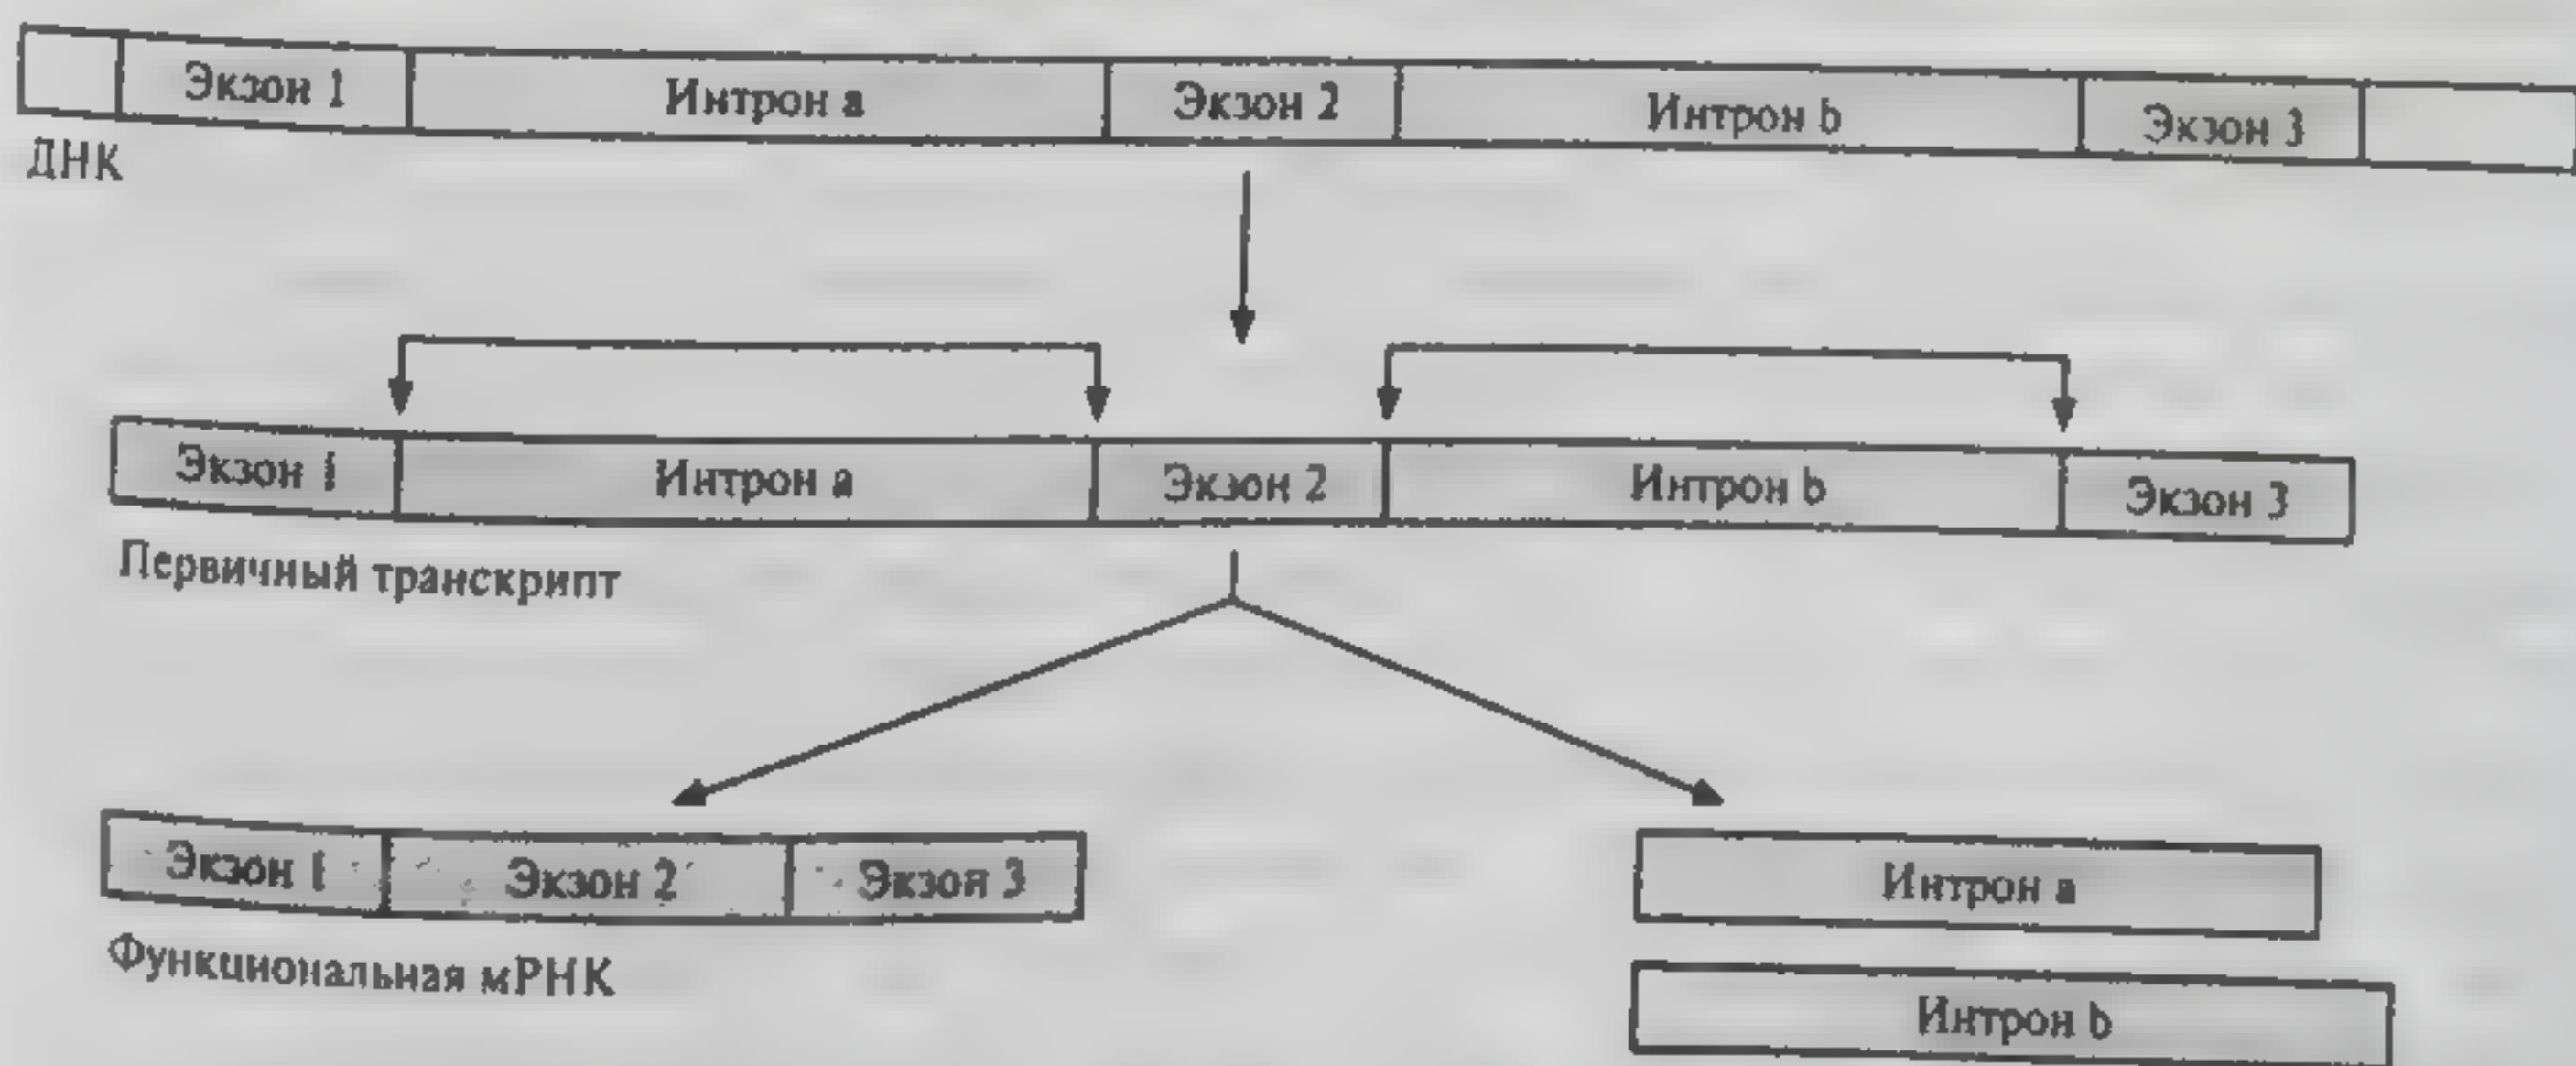 Экзон 1 Интрон a Экзон 2 Интрон b Экзон 3
ДНК
Экзон 1 Интрон a Экзон 2 Интрон b Экзон 3
Первичный транскрипт
Экзон 1 Экзон 2 Экзон 3 Интрон a
Функциональная мРНК
Интрон b